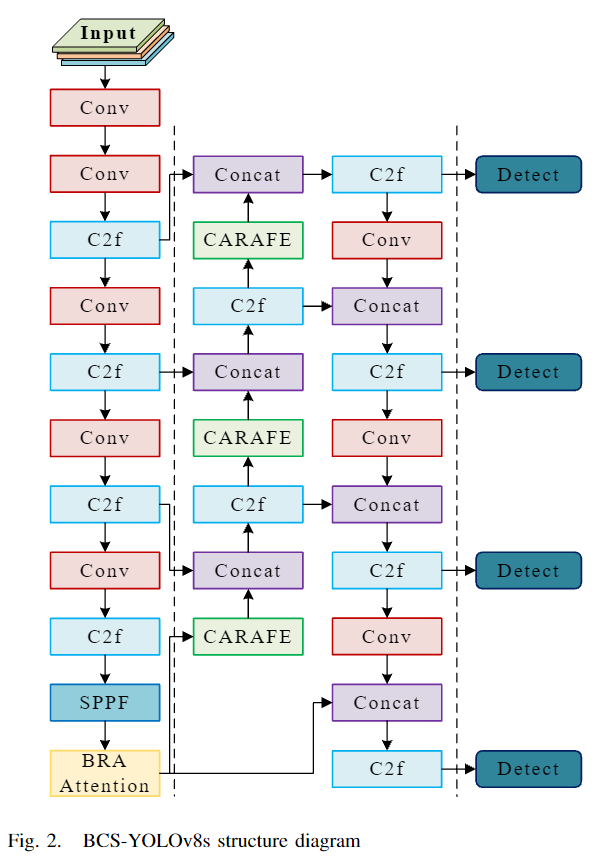 Input
Conv
Conv
C2f
Conv
C2f
Conv
C2f
Conv
C2f
SPPF
BRA
Attention
Concat
CARAFE
C2f
Concat
CARAFE
C2f
Concat
CARAFE
C2f
Conv
Concat
C2f
Conv
Concat
C2f
Conv
Concat
C2f
Detect
Detect
Detect
Detect
Fig. 2. BCS-YOLOv8s structure diagram